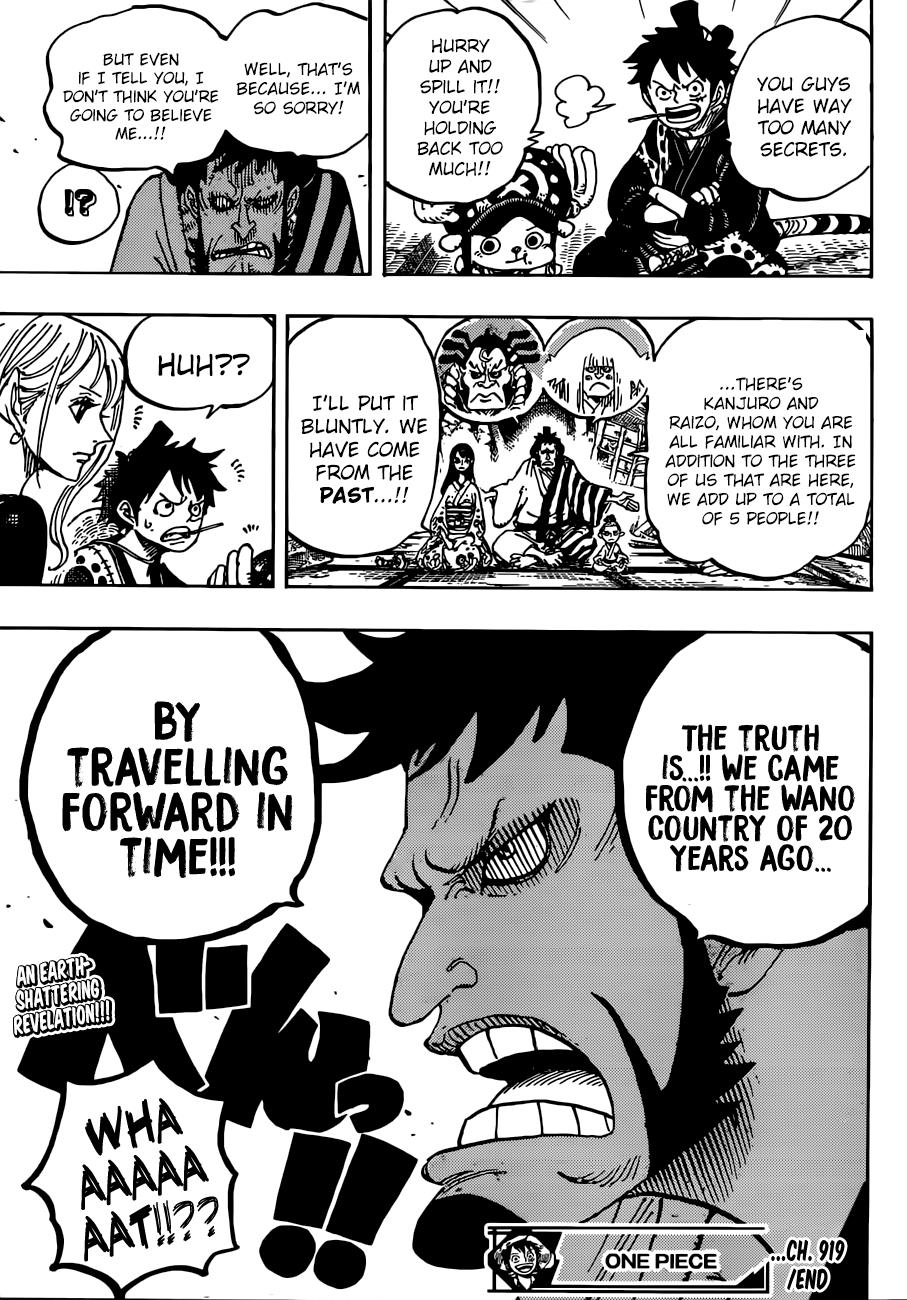 YOU GUYS
HAVE WAY
TOO MANY
SECRETS.
HURRY
UP AND
SPILL IT!!
YOU'RE
HOLDING
BACK TOO
MUCH!!
WELL, THAT'S
BECAUSE... I'M
SO SORRY!
BUT EVEN
IF I TELL YOU, I
DON'T THINK YOU'RE
GOING TO BELIEVE
ME...!!
!?
...THERE'S
KANJURO AND
RAIZO, WHOM YOU ARE
ALL FAMILIAR WITH. IN
ADDITION TO THE THREE
OF US THAT ARE HERE,
WE ADD UP TO A TOTAL
OF 5 PEOPLE!!
I'LL PUT IT
BLUNTLY. WE
HAVE COME
FROM THE
PAST...!!
HUH??
THE TRUTH
IS...!! WE CAME
FROM THE WANO
COUNTRY OF 20
YEARS AGO...
BY
TRAVELLING
FORWARD IN
TIME!!!
AN EARTH-
SHATTERING
REVELATION!!!
WHA
AAAAA
AAT!!??
ONE PIECE
...CH. 919
/END